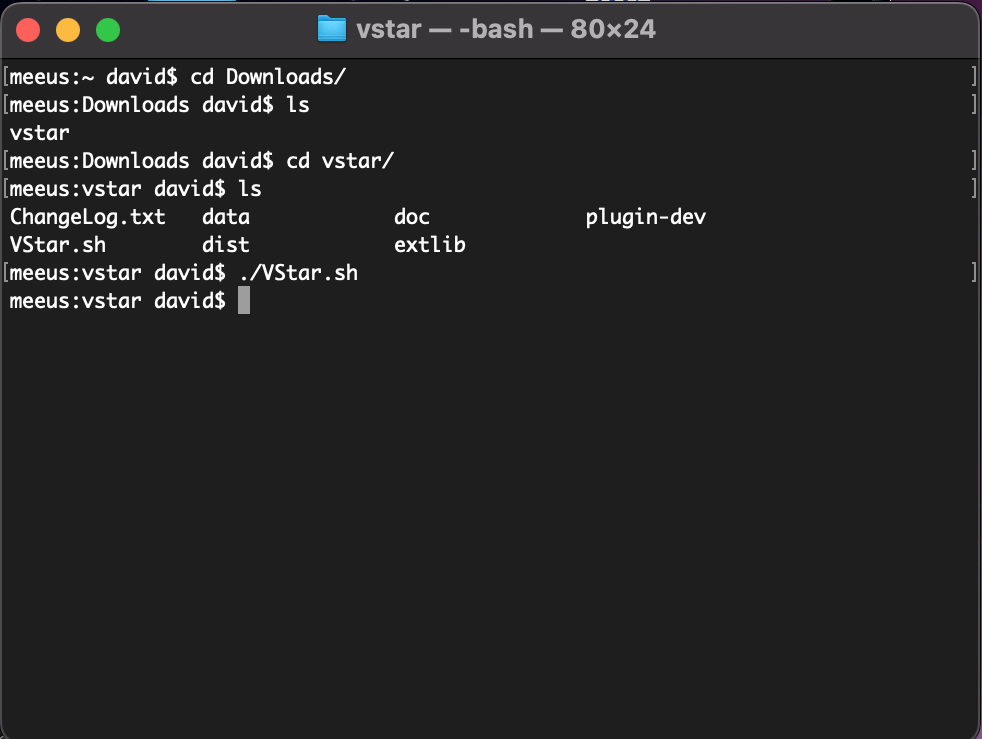 vstar — -bash — 80×24
[meeus:~ david$ cd Downloads/ ]
[meeus:Downloads david$ ls ]
vstar
[meeus:Downloads david$ cd vstar/ ]
[meeus:vstar david$ ls ]
ChangeLog.txt data doc plugin-dev
VStar.sh dist extlib
[meeus:vstar david$ ./VStar.sh ]
meeus:vstar david$